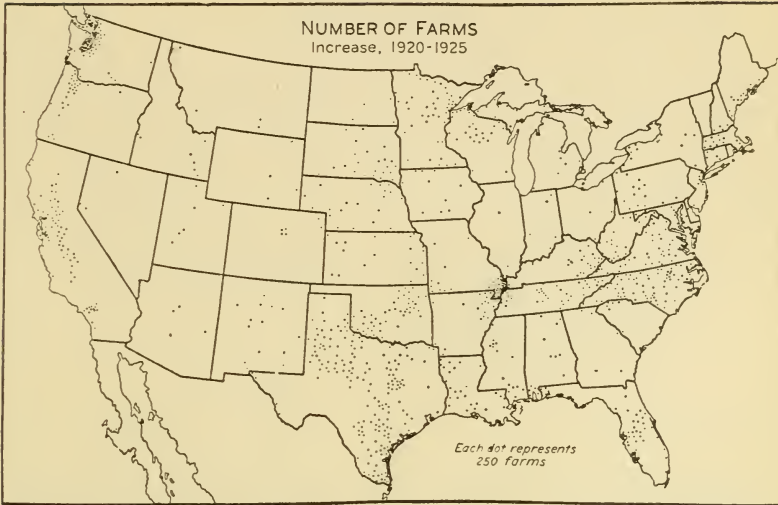 NUMBER OF FARMS
Increase, 1920-1925
Each dot represents
250 farms